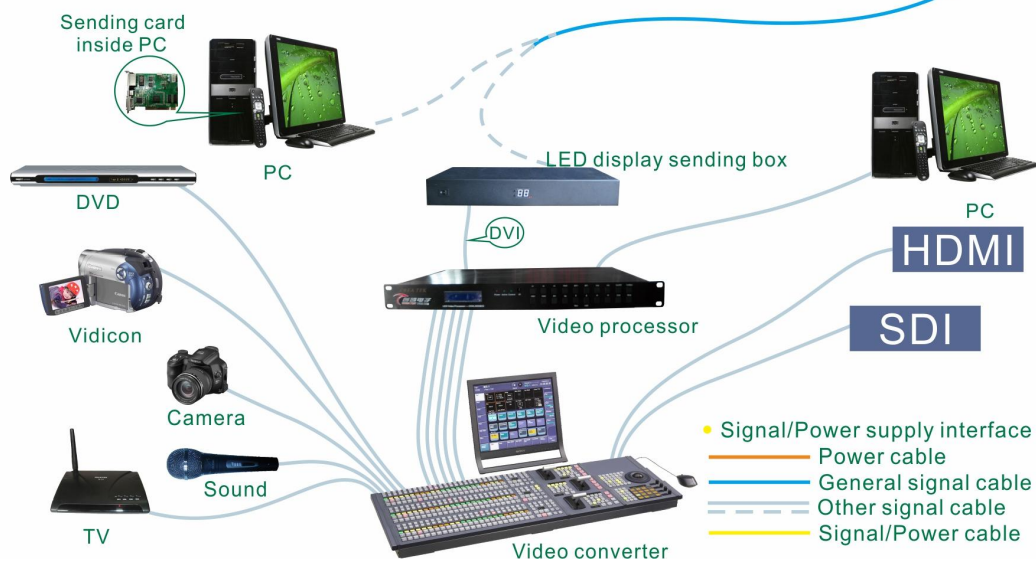 Sending card
inside PC
PC
LED display sending box
88
DVD
DVI
PC
HDMI
Vidicon
Video processor
SDI
Camera
Sound
TV
Video converter
Signal/Power supply interface
Power cable
General signal cable
Other signal cable
Signal/Power cable